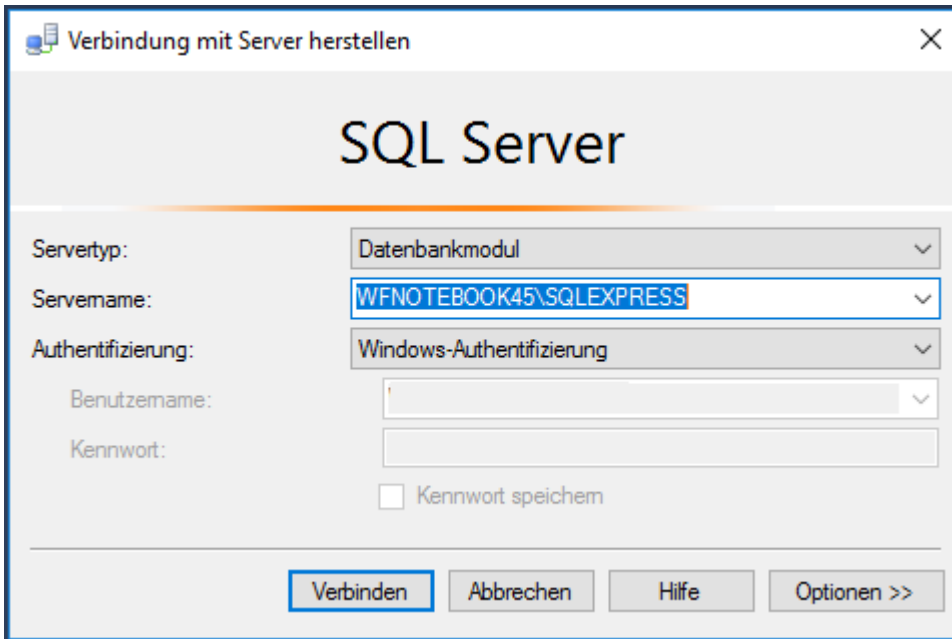 Verbindung mit Server herstellen
SQL Server
Servertyp: Datenbankmodul
Servername: WFNOTEBOOK45\SQLEXPRESS
Authentifizierung: Windows-Authentifizierung
Benutzername:
Kennwort:
Kennwort speichern
Verbinden Abbrechen Hilfe Optionen >>